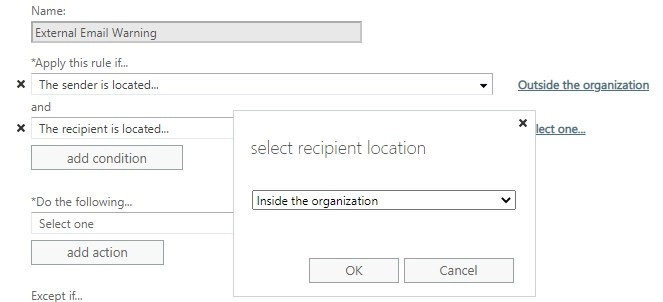 Name:
External Email Warning
*Apply this rule if...
The sender is located...
Outside the organization
and
The recipient is located...
lect one...
add condition
select recipient location
Inside the organization
OK
Cancel
*Do the following...
Select one
add action
Except if...